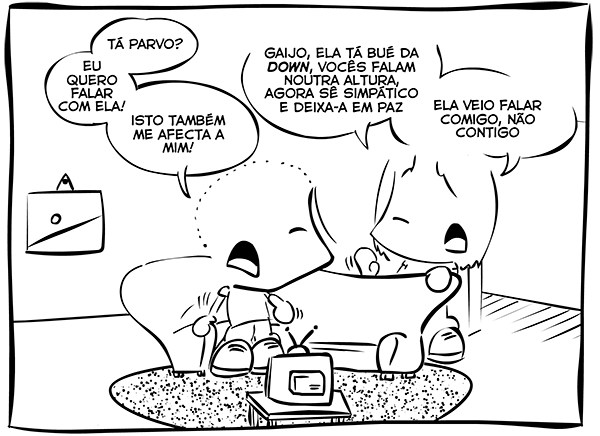 TÁ PARVO?
EU
QUERO
FALAR
COM ELA!
ISTO TAMBÉM
ME AFECTA A
MIM!
GAIJO, ELA TÁ BUÉ DA
DOWN, VOCÊS FALAM
NOUTRA ALTURA,
AGORA SÊ SIMPÁTICO
E DEIXA-A EM PAZ
ELA VEIO FALAR
COMIGO, NÃO
CONTIGO